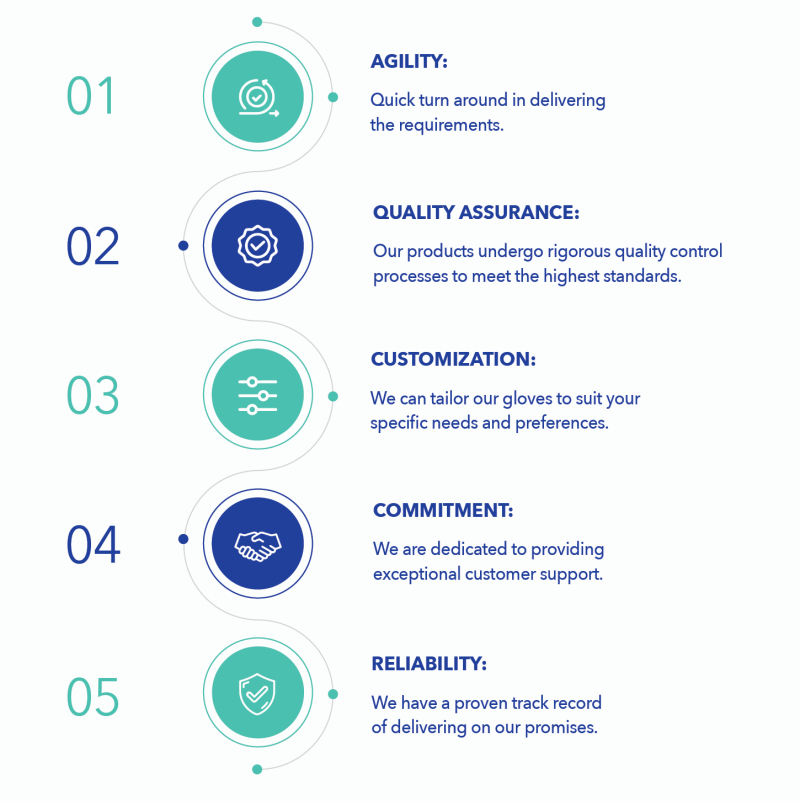 01
AGILITY:
Quick turn around in delivering
the requirements.
02
QUALITY ASSURANCE:
Our products undergo rigorous quality control
processes to meet the highest standards.
03
CUSTOMIZATION:
We can tailor our gloves to suit your
specific needs and preferences.
04
COMMITMENT:
We are dedicated to providing
exceptional customer support.
05
RELIABILITY:
We have a proven track record
of delivering on our promises.